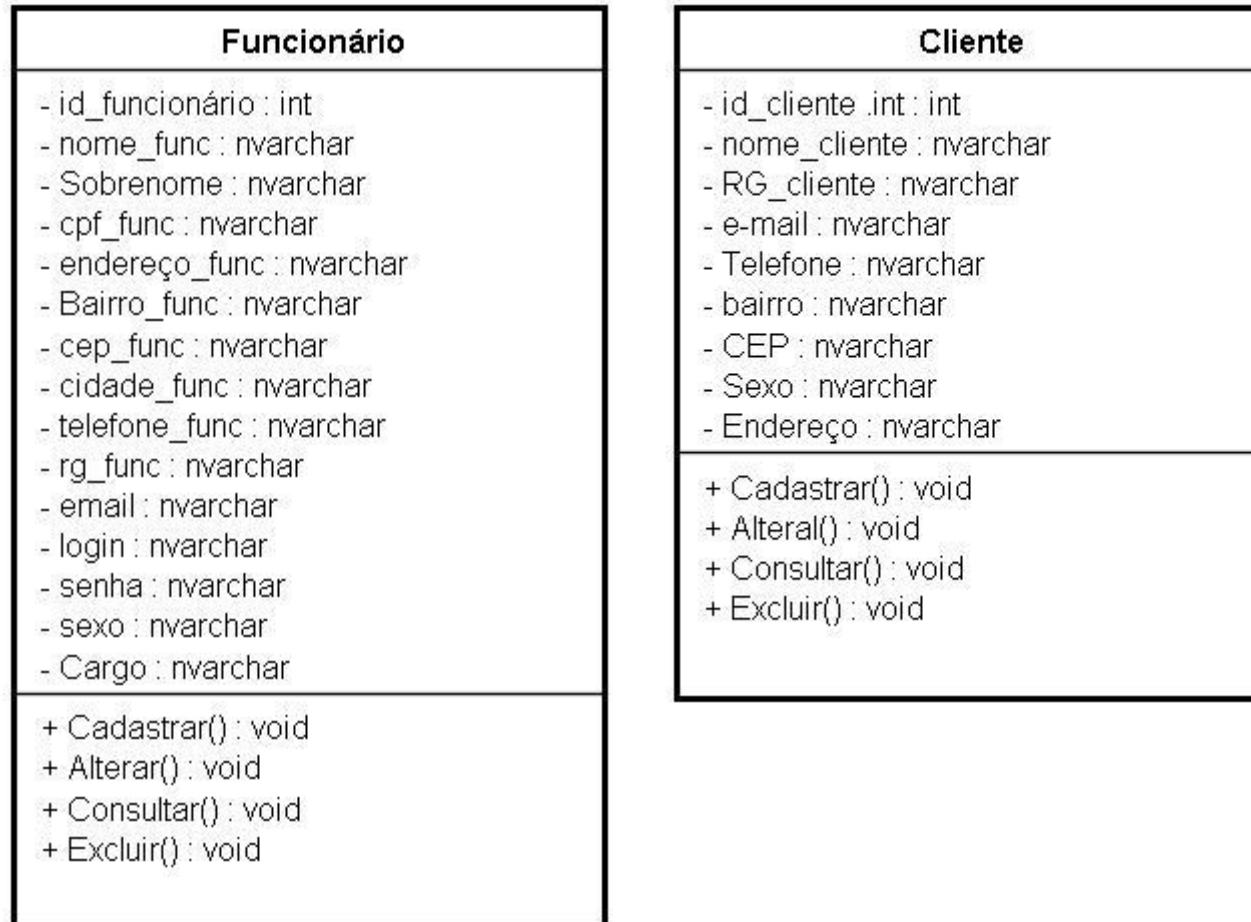 Funcionário
- id_funcionário : int
- nome_func : nvarchar
- Sobrenome : nvarchar
- cpf_func : nvarchar
- endereço_func : nvarchar
- Bairro_func : nvarchar
- cep_func : nvarchar
- cidade_func : nvarchar
- telefone_func : nvarchar
- rg_func : nvarchar
- email : nvarchar
- login : nvarchar
- senha : nvarchar
- sexo : nvarchar
- Cargo : nvarchar
+ Cadastrar() : void
+ Alterar() : void
+ Consultar() : void
+ Excluir() : void
Cliente
- id_cliente .int : int
- nome_cliente : nvarchar
- RG_cliente : nvarchar
- e-mail : nvarchar
- Telefone : nvarchar
- bairro : nvarchar
- CEP : nvarchar
- Sexo : nvarchar
- Endereço : nvarchar
+ Cadastrar() : void
+ Alteral() : void
+ Consultar() : void
+ Excluir() : void